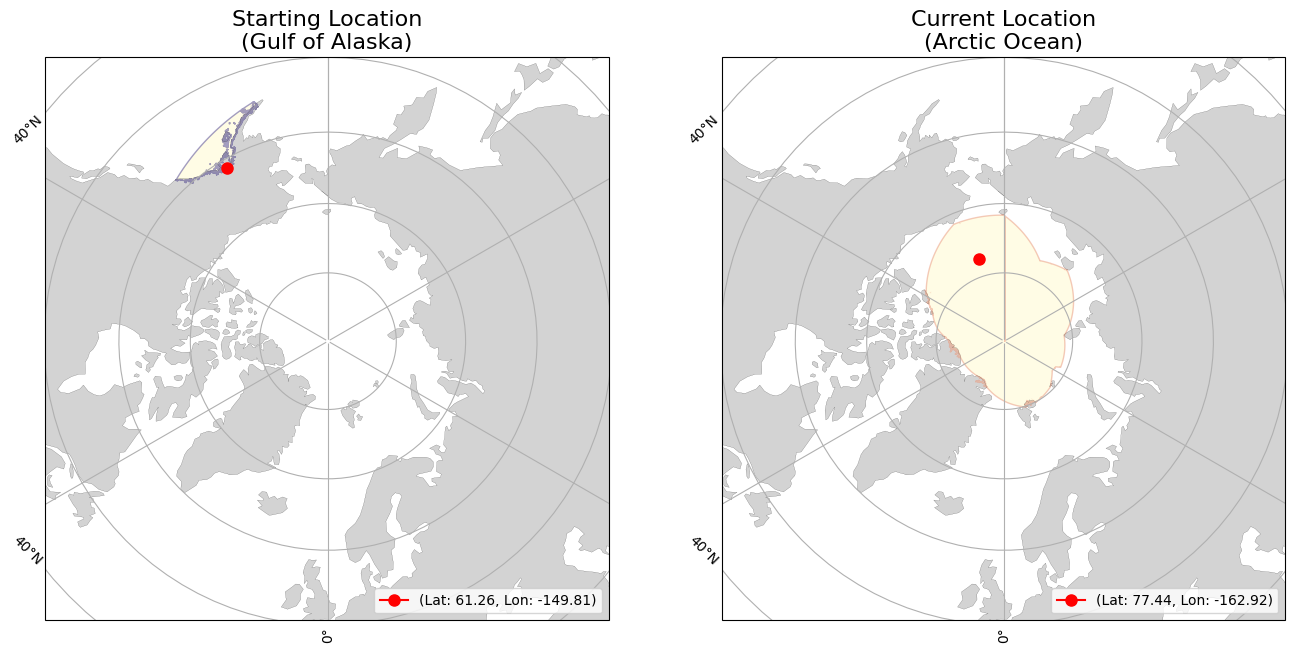 Starting Location
(Gulf of Alaska)
40°N
40°N
0°
(Lat: 61.26, Lon: -149.81)
Current Location
(Arctic Ocean)
40°N
40°N
0°
(Lat: 77.44, Lon: -162.92)